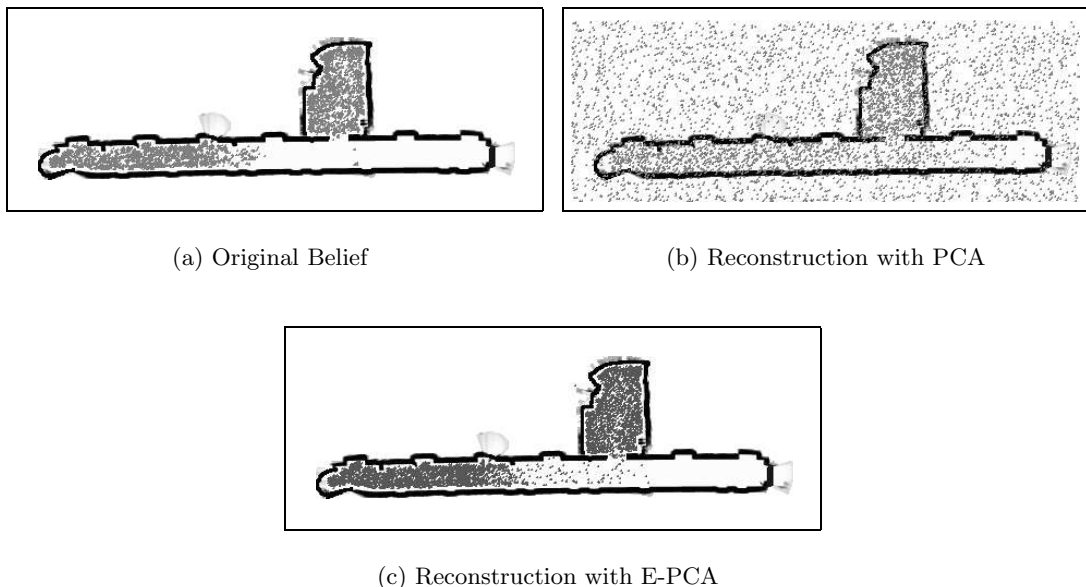 (a) Original Belief
(b) Reconstruction with PCA
(c) Reconstruction with E-PCA